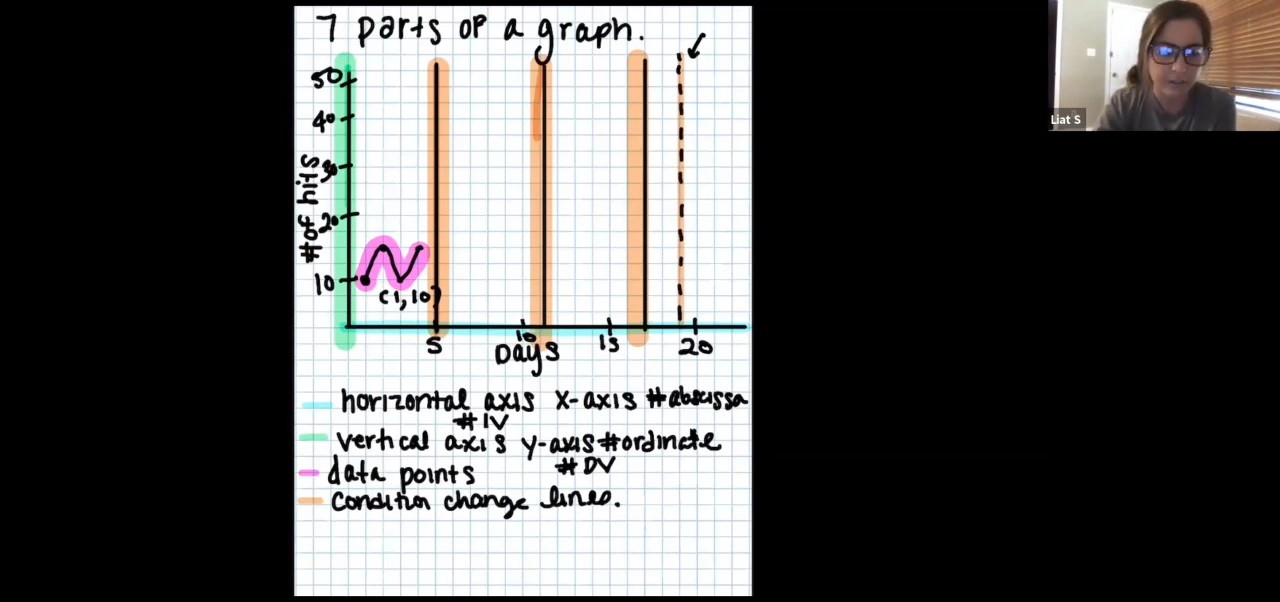 7 parts of a graph.
50
40
30
20
10
# of hits
(1,10)
5
10
15
20
Days
horizontal axis x-axis #abscissa
#IV
vertical axis y-axis #ordinate
#DV
data points
Condition change lines.
Liat S